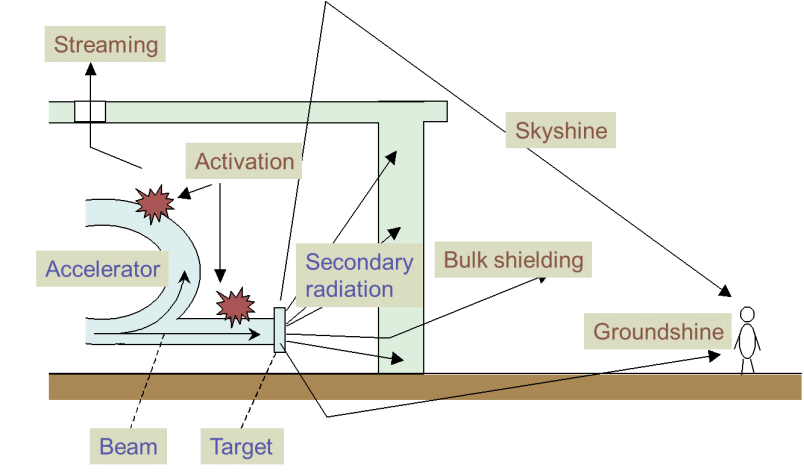 Streaming
Skyshine
Activation
Accelerator
Secondary
radiation
Bulk shielding
Groundshine
Beam
Target